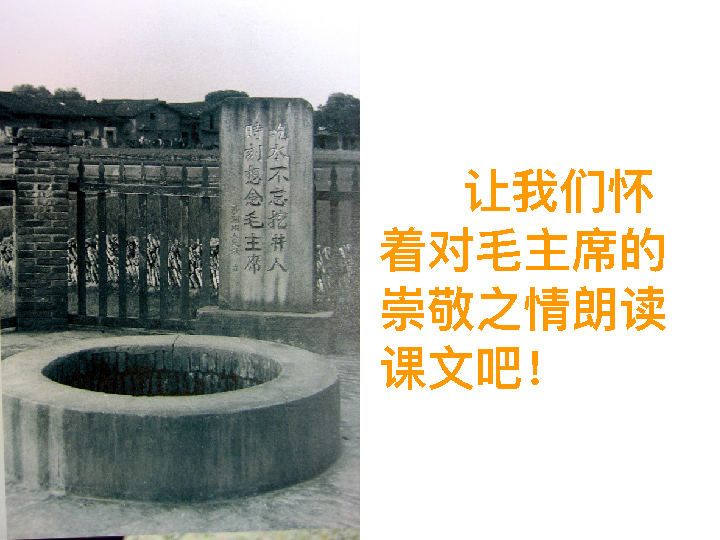 吃水不忘挖井人
時刻想念毛主席
让我们怀
着对毛主席的
崇敬之情朗读
课文吧！